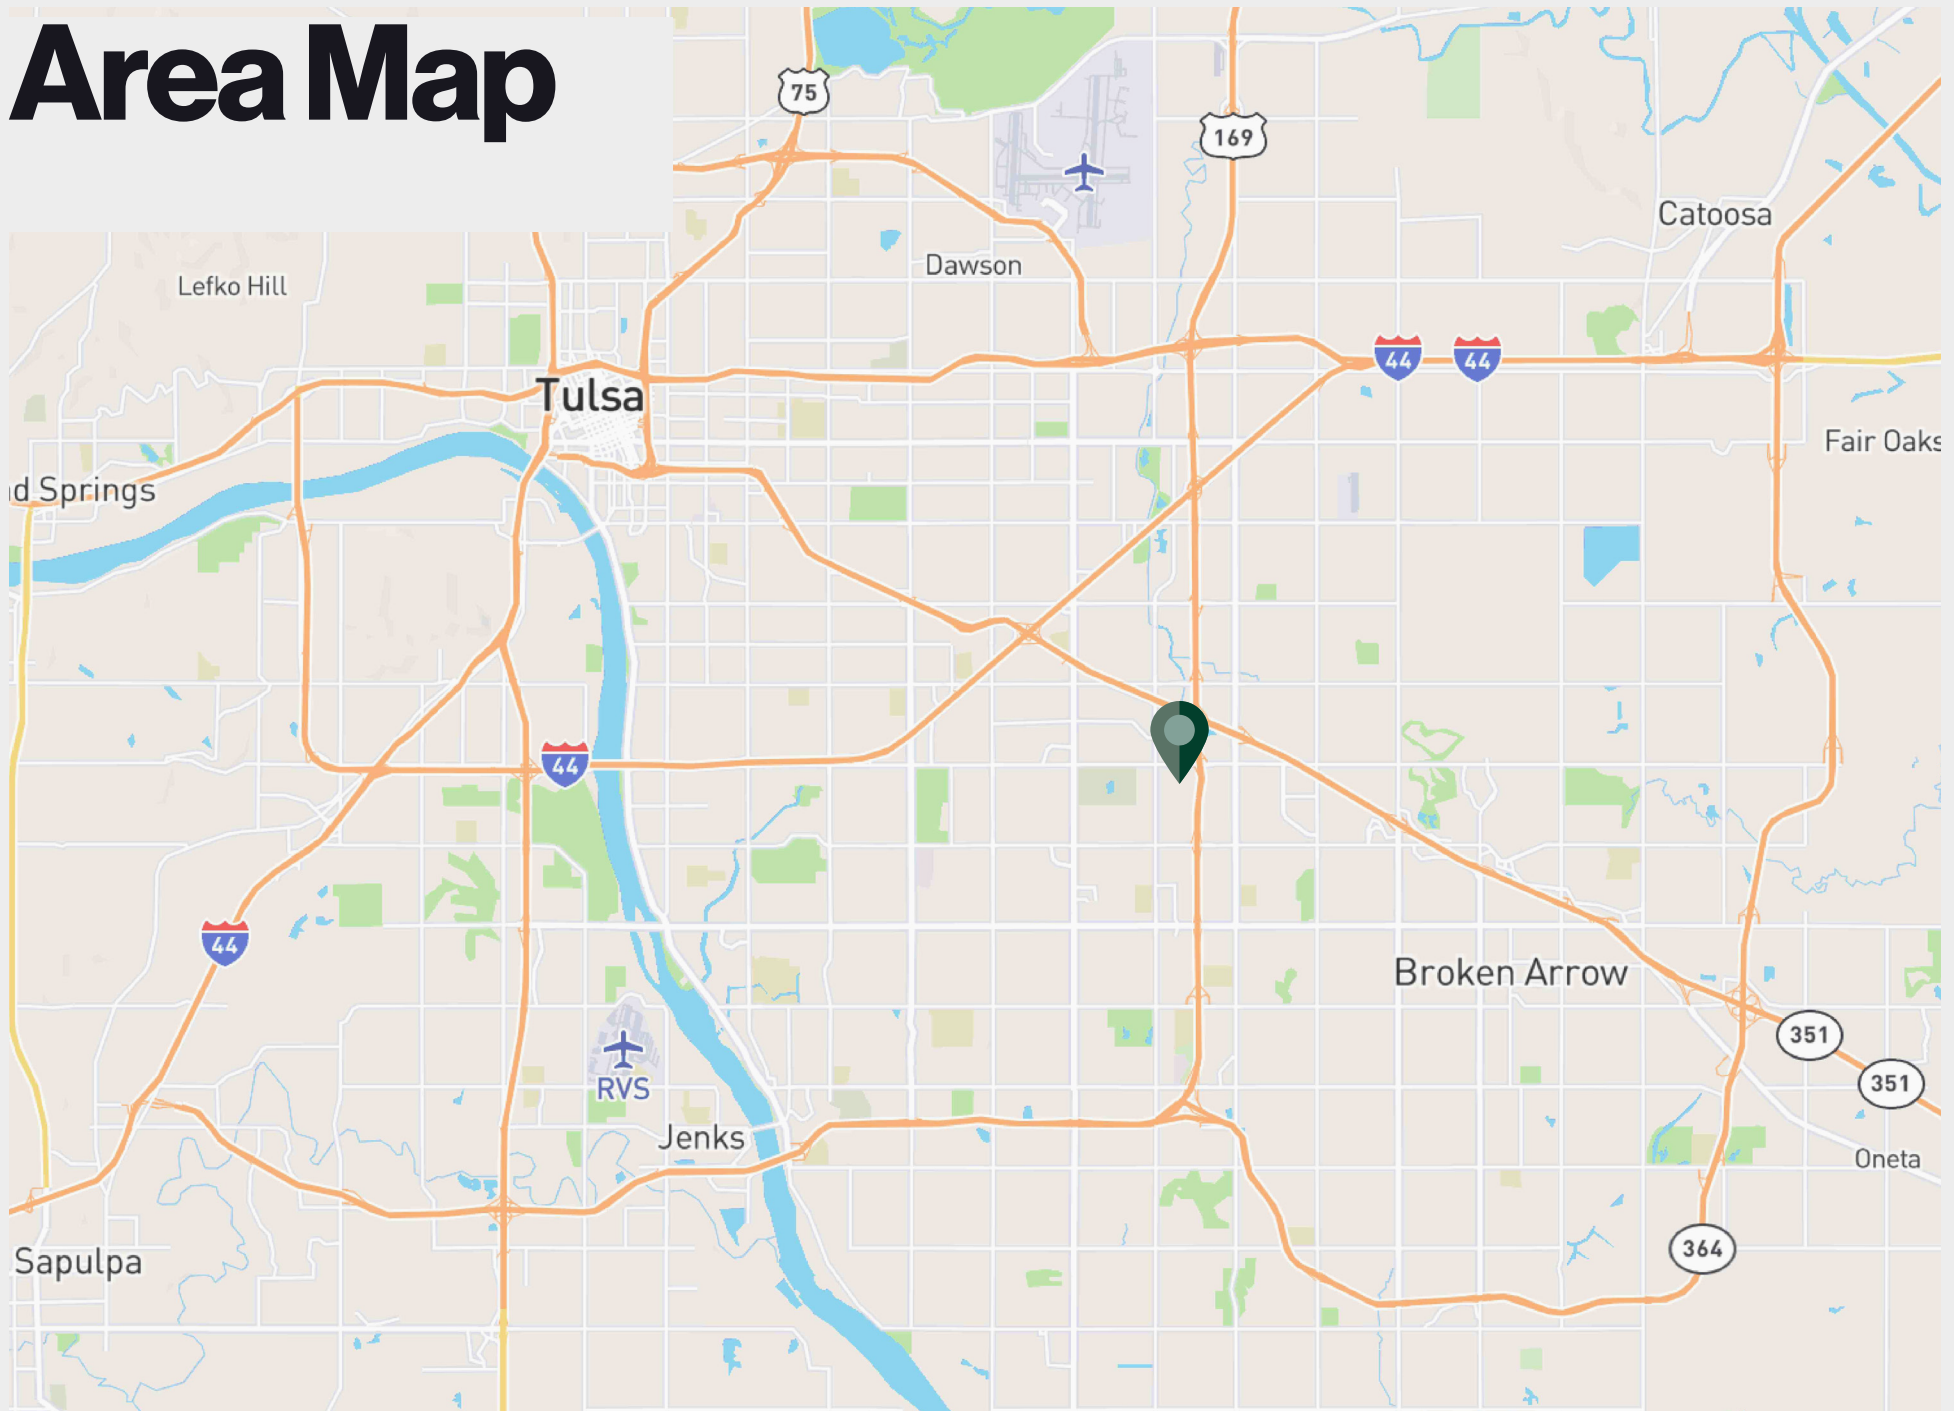 Area Map
75
169
Catoosa
Dawson
Lefko Hill
44
44
Tulsa
Fair Oaks
d Springs
44
44
Broken Arrow
351
RVS
351
Jenks
Oneta
364
Sapulpa